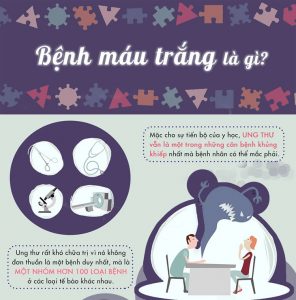 Bệnh máu trắng là gì?
Mặc cho sự tiến bộ của y học, UNG THƯ
vẫn là một trong những căn bệnh khủng
khiếp nhất mà bệnh nhân có thể mắc phải.
Ung thư rất khó chữa trị vì nó không
đơn thuần là một bệnh duy nhất, mà là
MỘT NHÓM HƠN 100 LOẠI BỆNH
ở các loại tế bào khác nhau.